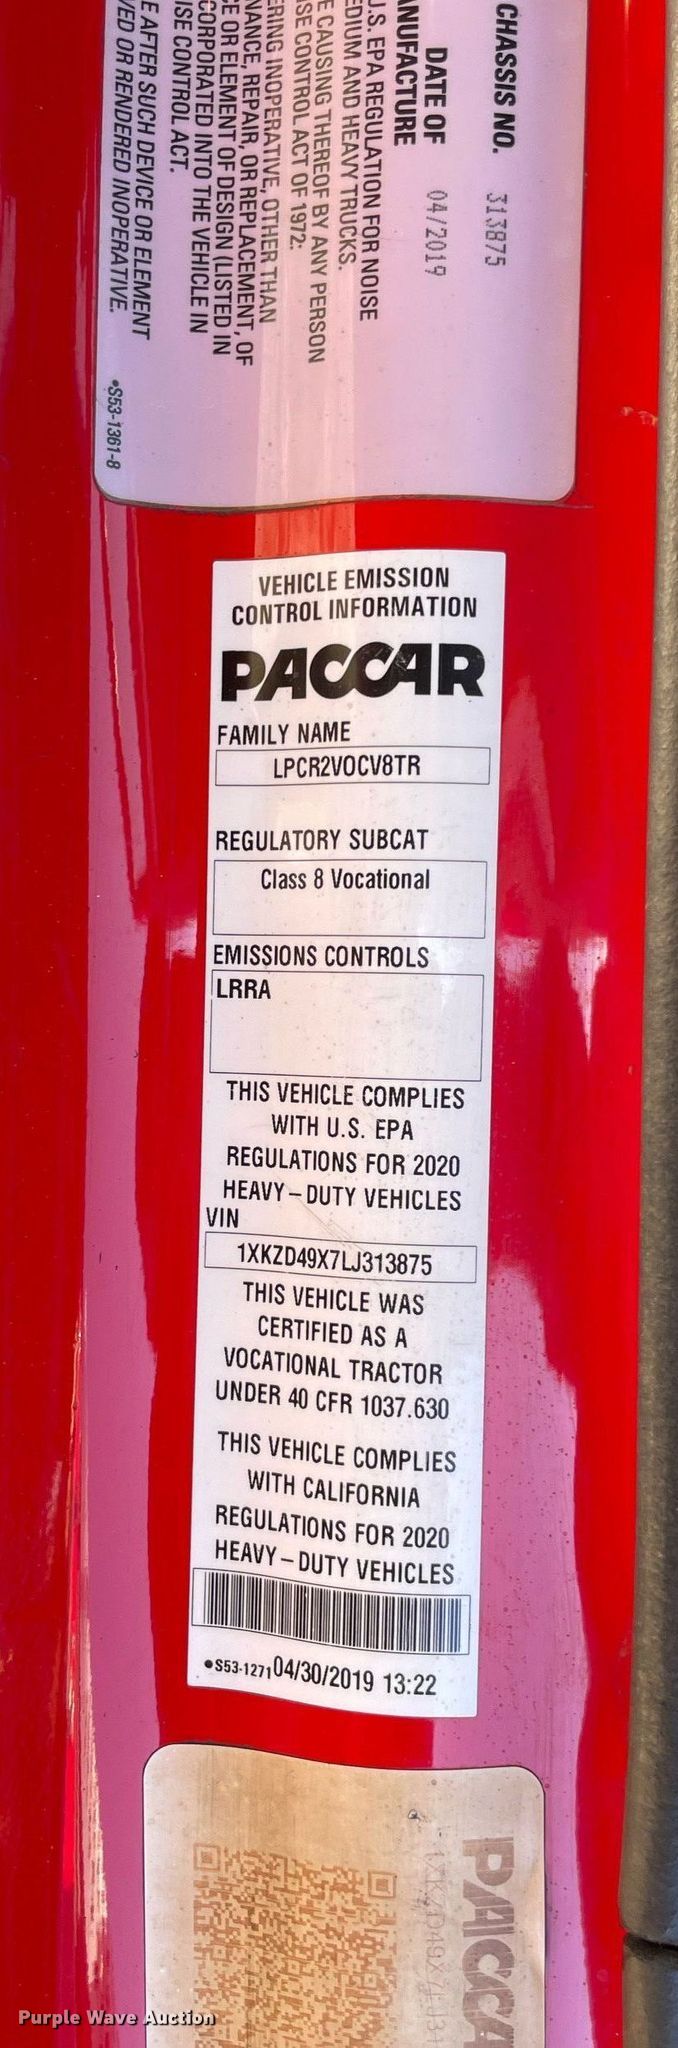 CHASSIS NO. 313875
DATE OF
ANUFACTURE
04/2019
U.S. EPA REGULATION FOR NOISE
EDIUM AND HEAVY TRUCKS.
E CAUSING THEREOF BY ANY PERSON
ISE CONTROL ACT OF 1972:
ERING INOPERATIVE, OTHER THAN
NANCE, REPAIR, OR REPLACEMENT, OF
CE OR ELEMENT OF DESIGN (LISTED IN
CORPORATED INTO THE VEHICLE IN
ISE CONTROL ACT.
E AFTER SUCH DEVICE OR ELEMENT
VED OR RENDERED INOPERATIVE.
•S53-1361-8
VEHICLE EMISSION
CONTROL INFORMATION
PACCAR
FAMILY NAME
LPCR2VOCV8TR
REGULATORY SUBCAT
Class 8 Vocational
EMISSIONS CONTROLS
LRRA
THIS VEHICLE COMPLIES
WITH U.S. EPA
REGULATIONS FOR 2020
HEAVY–DUTY VEHICLES
VIN
1XKZD49X7LJ313875
THIS VEHICLE WAS
CERTIFIED AS A
VOCATIONAL TRACTOR
UNDER 40 CFR 1037.630
THIS VEHICLE COMPLIES
WITH CALIFORNIA
REGULATIONS FOR 2020
HEAVY–DUTY VEHICLES
•S53-1271 04/30/2019 13:22
PACCA
1XKZD49X7LJ31
Purple Wave Auction